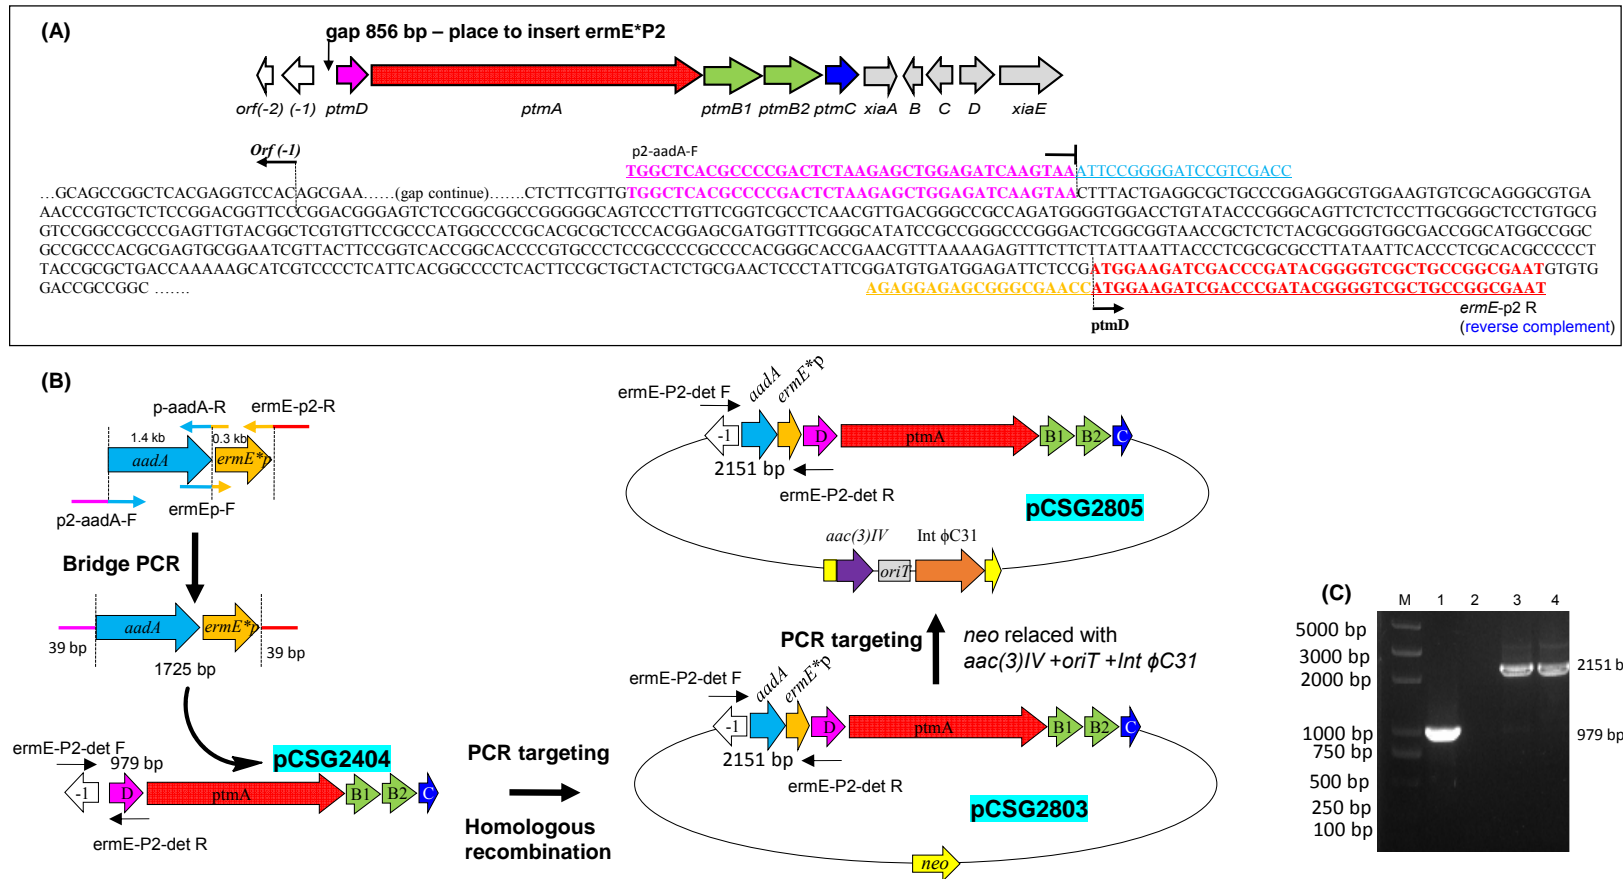 (A)
gap 856 bp – place to insert ermE*P2
orf(-2) (-1) ptmD ptmA ptmB1 ptmB2 ptmC xiaA B C D xiaE
Orf (-1)
p2-aadA-F
TGGCTCACGCCCCGACTCTAAGAGCTGGAGATCAAGTAAATTCCGGGGATCCGTCGACC
…GCAGCCGGCTCACGAGGTCCACAGCGAA……(gap continue)…….CTCTTCGTTGTGGCTCACGCCCCGACTCTAAGAGCTGGAGATCAAGTAACTTTACTGAGGCGCTGCCCGGAGGCGTGGAAGTGTCGCAGGGCGTGA
AACCCGTGCTCTCCGGACGGTTCCCGGACGGGAGTCTCCGGCGGCCGGGGGCAGTCCCTTGTTCGGTCGCCTCAACGTTGACGGGCCGCCAGATGGGGTGGACCTGTATACCCGGGCAGTTCTCTCCTTGCGGGCTCCTGTGCG
GTCCGGCCGCCCGAGTTGTACGGCTCGTGTTCCGCCCATGGCCCCGCACGCGCTCCCACGGAGCGATGGTTTCGGGCATATCCGCCGGGCCCGGGACTCGGCGGTAACCGCTCTCTACGCGGGTGGCGACCGGCATGGCCGGC
GCCGCCCACGCGAGTGCGGAATCGTTACTTCCGGTCACCGGCACCCCGTGCCCTCCGCCCCGCCCCACGGGCACCGAACGTTTAAAAGAGTTTCTTCTTATTAATTACCCTCGCGCGCCTTATAATTCACCCTCGCACGCCCCCT
TACCGCGCTGACCAAAAAGCATCGTCCCCTCATTCACGGCCCCTCACTTCCGCTGCTACTCTGCGAACTCCCTATTCGGATGTGATGGAGATTCTCCGATGGAAGATCGACCCGATACGGGGTCGCTGCCGGCGAATGTGTG
GACCGCCGGC …….
AGAGGAGAGCGGGCGAACCATGGAAGATCGACCCGATACGGGGTCGCTGCCGGCGAAT
ermE-p2 R
(reverse complement)
ptmD
(B)
p-aadA-R
ermE-p2-R
1.4 kb
0.3 kb
aadA
ermE*p
p2-aadA-F
ermEp-F
Bridge PCR
aadA
ermE*p
39 bp
39 bp
1725 bp
ermE-P2-det F
979 bp
pCSG2404
-1 D ptmA B1 B2 C
ermE-P2-det R
PCR targeting
Homologous
recombination
ermE-P2-det F
aadA
ermE*p
-1 D ptmA B1 B2 C
2151 bp
ermE-P2-det R
pCSG2805
aac(3)IV
Int ϕC31
oriT
PCR targeting
neo relaced with
aac(3)IV +oriT +Int ϕC31
ermE-P2-det F
aadA
ermE*p
-1 D ptmA B1 B2 C
2151 bp
ermE-P2-det R
pCSG2803
neo
(C)
M 1 2 3 4
5000 bp
3000 bp
2000 bp
1000 bp
750 bp
500 bp
250 bp
100 bp
2151 b
979 bp